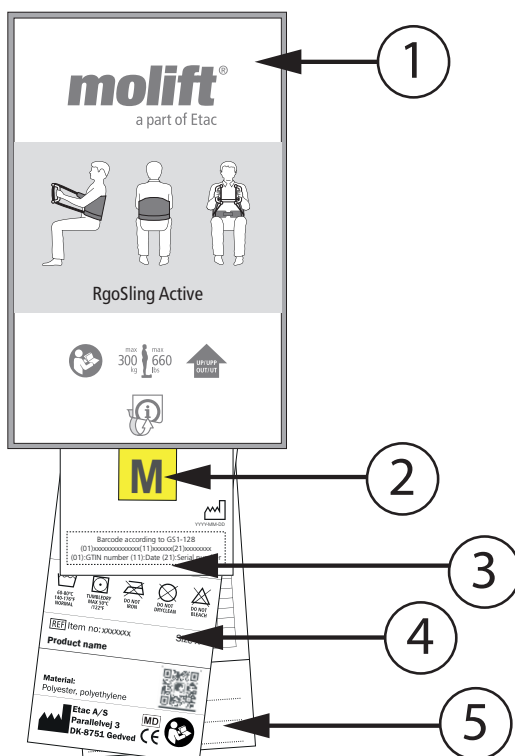 molift®
a part of Etac
RgoSling Active
max max
300 660
kg lbs
UP/UPP
OUT/UT
M
YYYY-MM-DD
Barcode according to GS1-128
(01)xxxxxxxxxxxxxx(11)xxxxxx(21)xxxxxxxx
(01):GTIN number (11):Date (21):Serial number
60-80°C
140-176°F
NORMAL
TUMBLEDRY
MAX 50°C
/122°F
DO NOT
IRON
DO NOT
DRYCLEAN
DO NOT
BLEACH
REF Item no: xxxxxxx
Product name
Material:
Polyester, polyethylene
Etac A/S
Parallelvej 3
DK-8751 Gedved
MD
CE
1
2
3
4
5